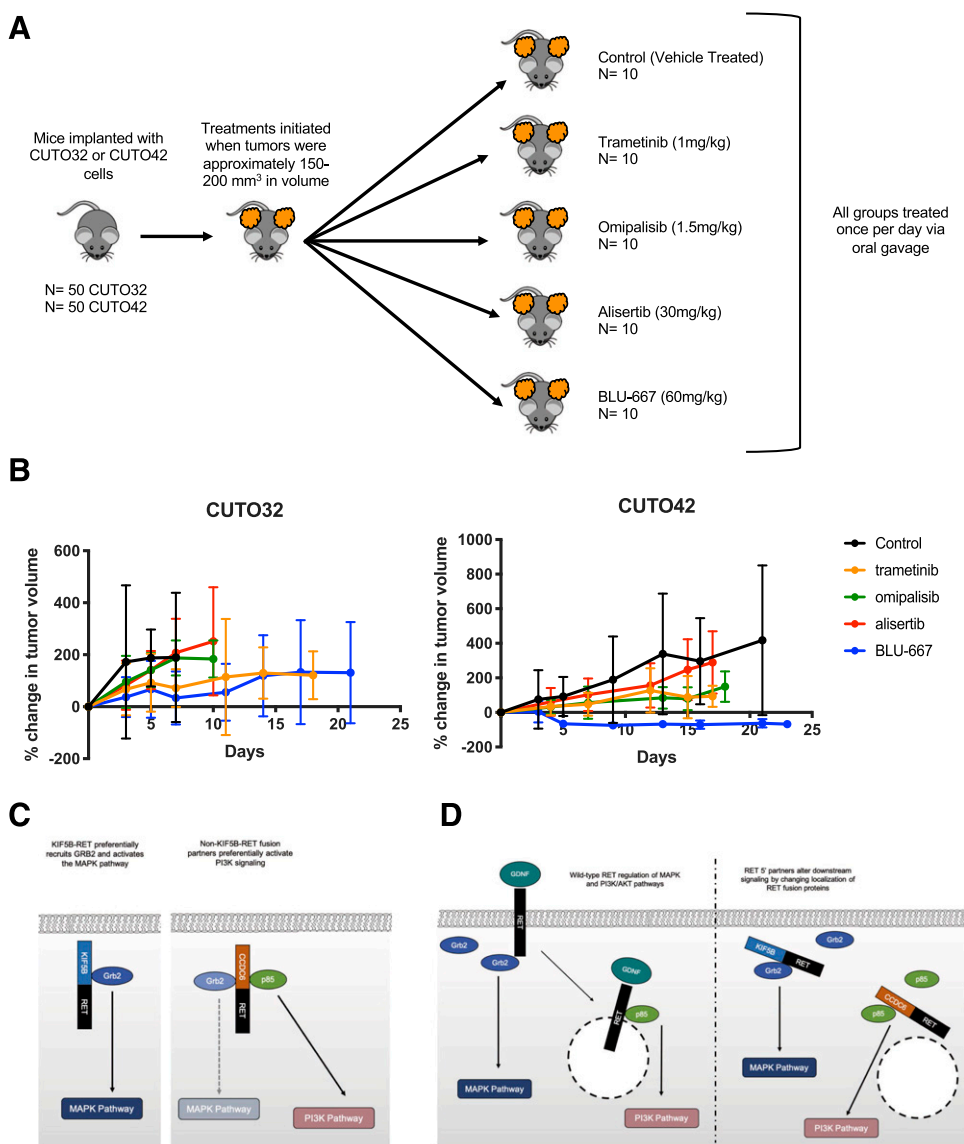 A
Mice implanted with
CUTO32 or CUTO42
cells
N= 50 CUTO32
N= 50 CUTO42
Treatments initiated
when tumors were
approximately 150-
200 mm³ in volume
Control (Vehicle Treated)
N= 10
Trametinib (1mg/kg)
N= 10
Omipalisib (1.5mg/kg)
N= 10
Alisertib (30mg/kg)
N= 10
BLU-667 (60mg/kg)
N= 10
All groups treated
once per day via
oral gavage
B
CUTO32
% change in tumor volume
600
400
200
0
-200
5
10
15
20
25
Days
CUTO42
% change in tumor volume
1000
800
600
400
200
0
-200
5
10
15
20
25
Days
Control
trametinib
omipalisib
alisertib
BLU-667
C
KIF5B-RET preferentially
recruits GRB2 and activates
the MAPK pathway
KIF5B
RET
Grb2
MAPK Pathway
Non-KIF5B-RET fusion
partners preferentially activate
PI3K signaling
Grb2
CCDC6
RET
p85
MAPK Pathway
PI3K Pathway
D
Wild-type RET regulation of MAPK
and PI3K/AKT pathways
GDNF
RET
Grb2
Grb2
GDNF
RET
p85
MAPK Pathway
PI3K Pathway
RET 5' partners alter downstream
signaling by changing localization of
RET fusion proteins
Grb2
KIF5B
RET
Grb2
p85
CCDC6
RET
p85
MAPK Pathway
PI3K Pathway